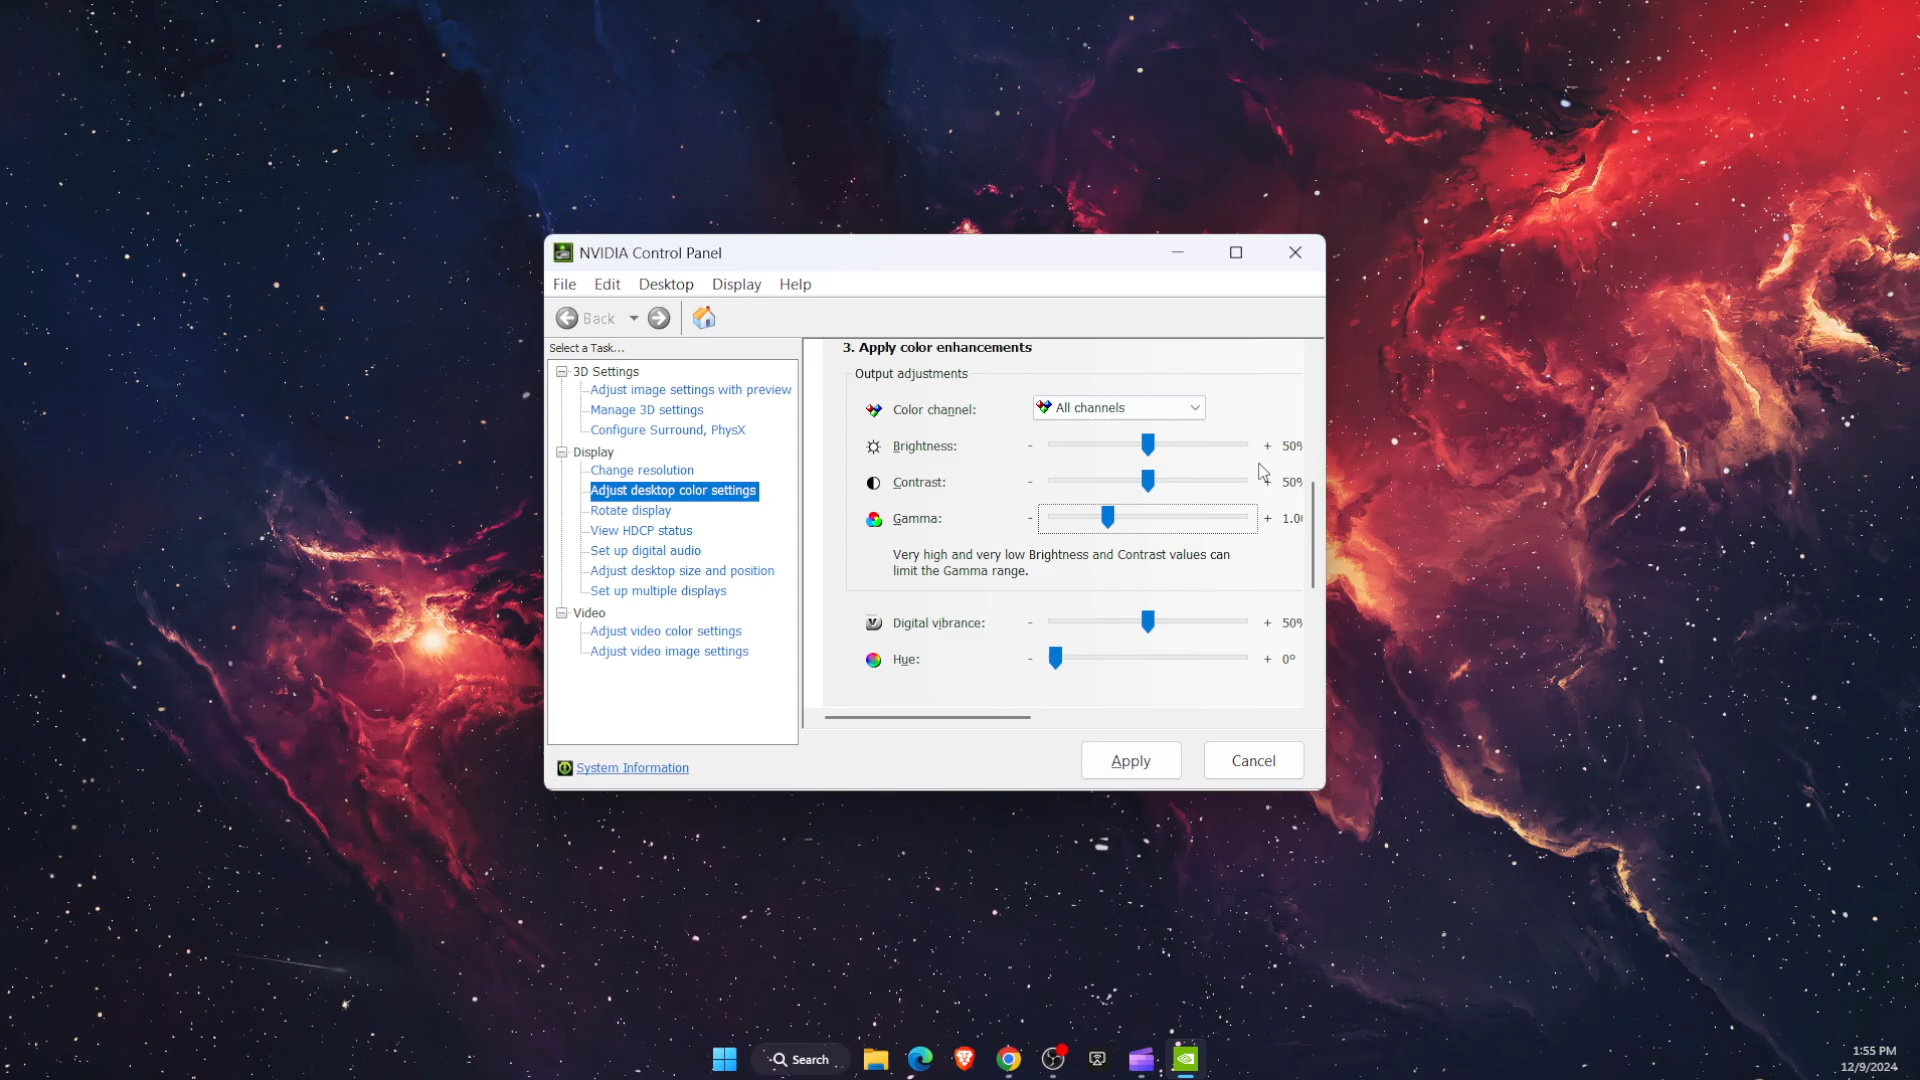 NVIDIA Control Panel
File Edit Desktop Display Help
Back
Select a Task...
3D Settings
Adjust image settings with preview
Manage 3D settings
Configure Surround, PhysX
Display
Change resolution
Adjust desktop color settings
Rotate display
View HDCP status
Set up digital audio
Adjust desktop size and position
Set up multiple displays
Video
Adjust video color settings
Adjust video image settings
System Information
3. Apply color enhancements
Output adjustments
Color channel: All channels
Brightness: - + 50%
Contrast: - + 50%
Gamma: - + 1.0
Very high and very low Brightness and Contrast values can
limit the Gamma range.
Digital vibrance: - + 50%
Hue: - + 0°
Apply Cancel
Search
1:55 PM
12/9/2024